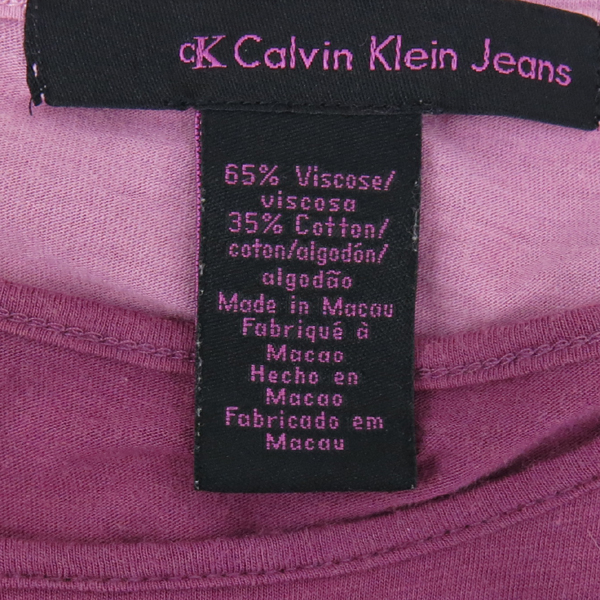 cK Calvin Klein Jeans
65% Viscose/
viscosa
35% Cotton/
coton/algodón/
algodão
Made in Macau
Fabriqué à
Macao
Hecho en
Macao
Fabricado em
Macau